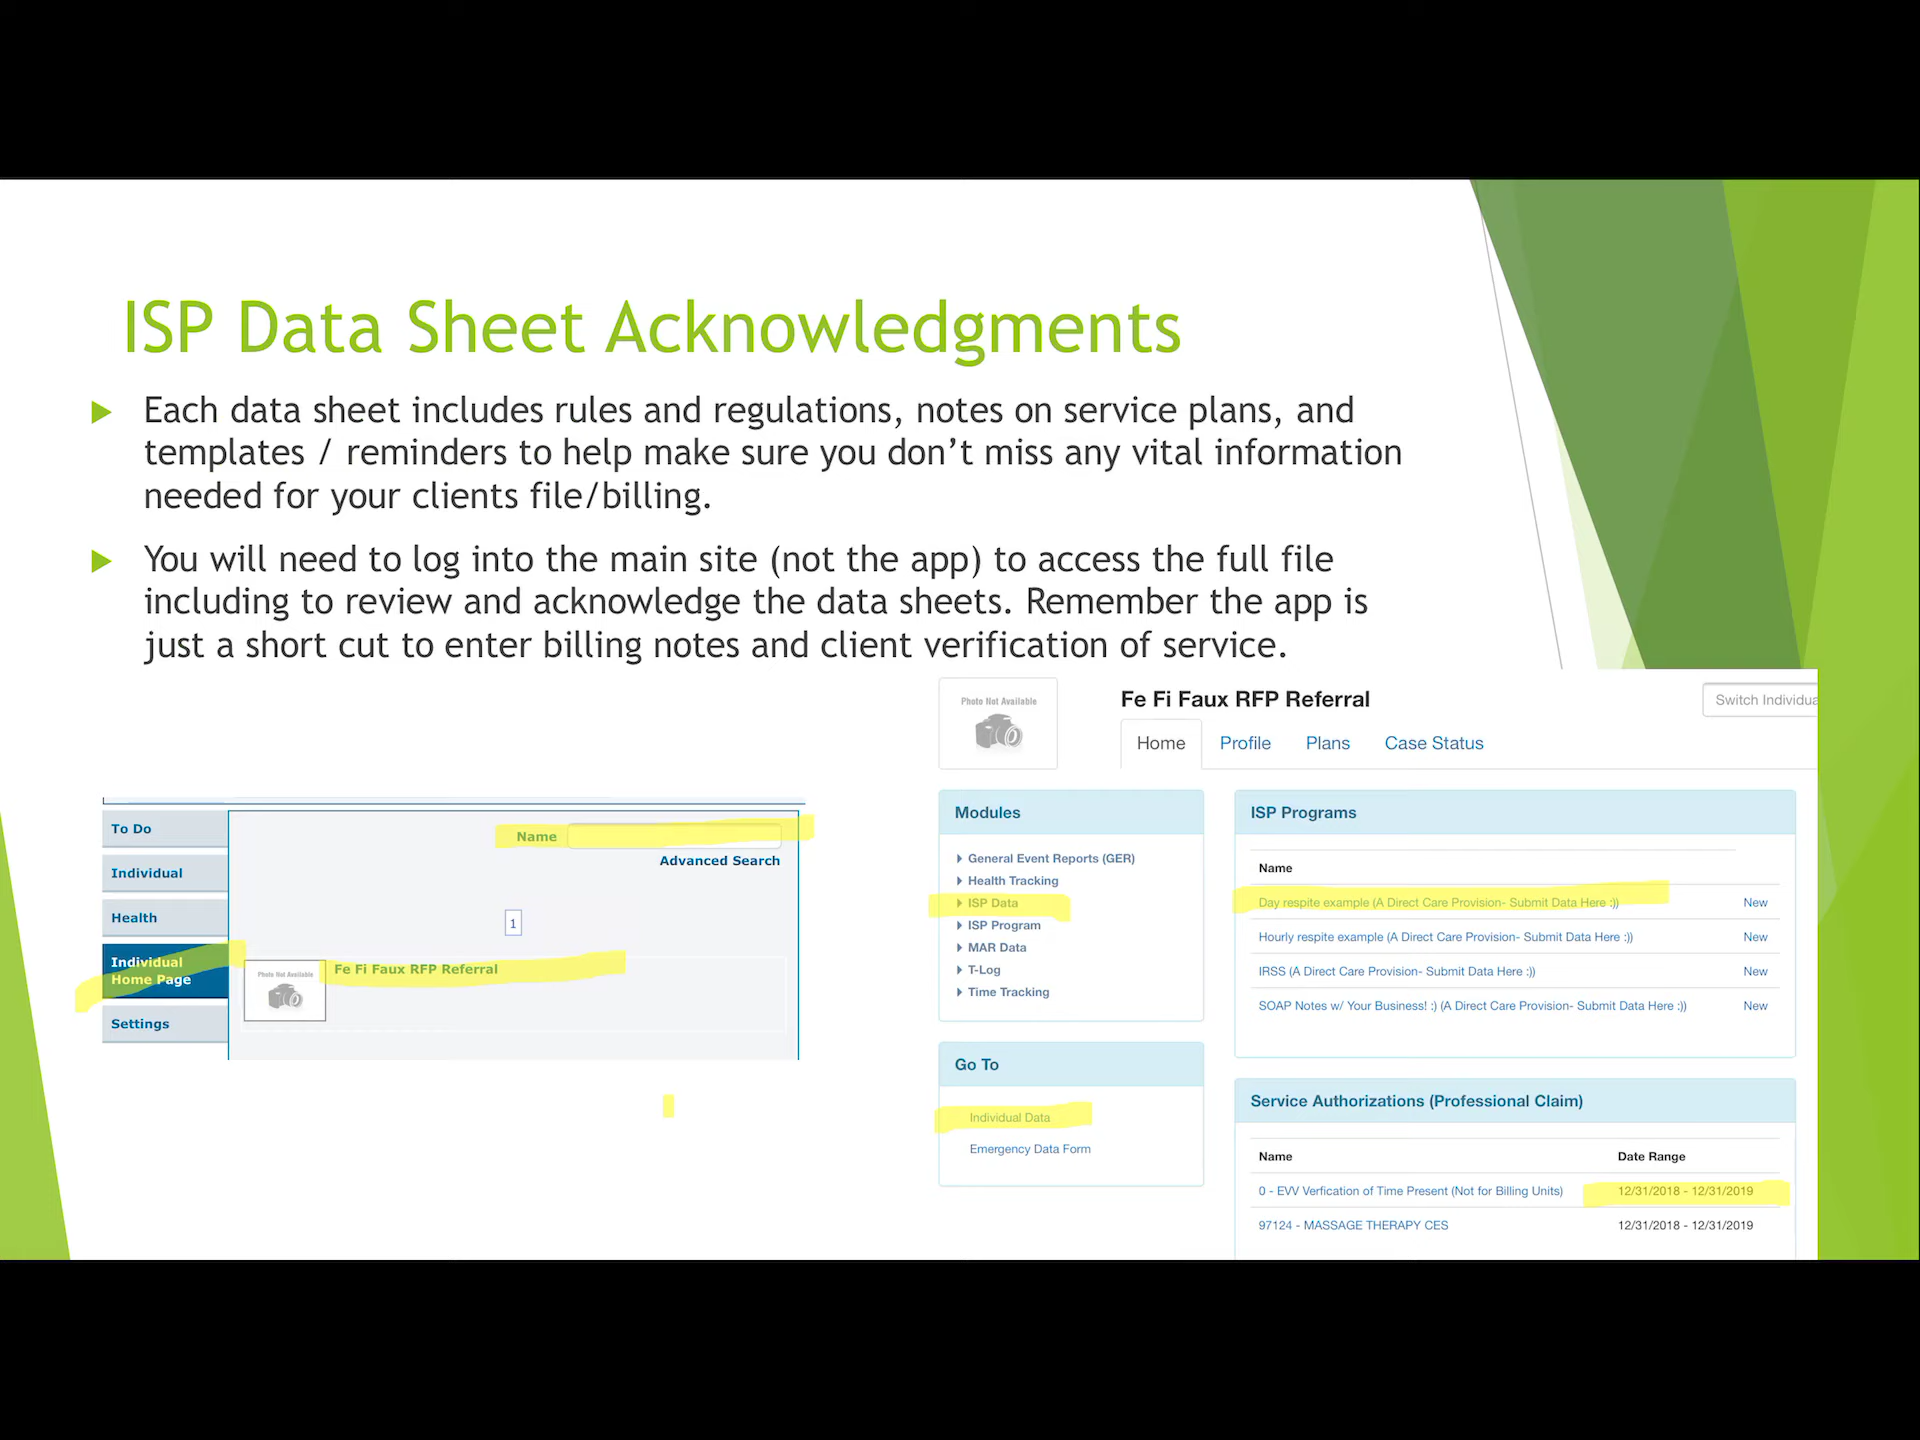 ISP Data Sheet Acknowledgments
Each data sheet includes rules and regulations, notes on service plans, and
templates / reminders to help make sure you don’t miss any vital information
needed for your clients file/billing.
You will need to log into the main site (not the app) to access the full file
including to review and acknowledge the data sheets. Remember the app is
just a short cut to enter billing notes and client verification of service.
To Do
Individual
Health
Individual
Home Page
Settings
Name
Advanced Search
1
Photo Not Available
Fe Fi Faux RFP Referral
Photo Not Available
Fe Fi Faux RFP Referral
Switch Individua
Home Profile Plans Case Status
Modules
General Event Reports (GER)
Health Tracking
ISP Data
ISP Program
MAR Data
T-Log
Time Tracking
Go To
Individual Data
Emergency Data Form
ISP Programs
Name
Day respite example (A Direct Care Provision- Submit Data Here :)) New
Hourly respite example (A Direct Care Provision- Submit Data Here :)) New
IRSS (A Direct Care Provision- Submit Data Here :)) New
SOAP Notes w/ Your Business! :) (A Direct Care Provision- Submit Data Here :)) New
Service Authorizations (Professional Claim)
Name Date Range
0 - EVV Verfication of Time Present (Not for Billing Units) 12/31/2018 - 12/31/2019
97124 - MASSAGE THERAPY CES 12/31/2018 - 12/31/2019